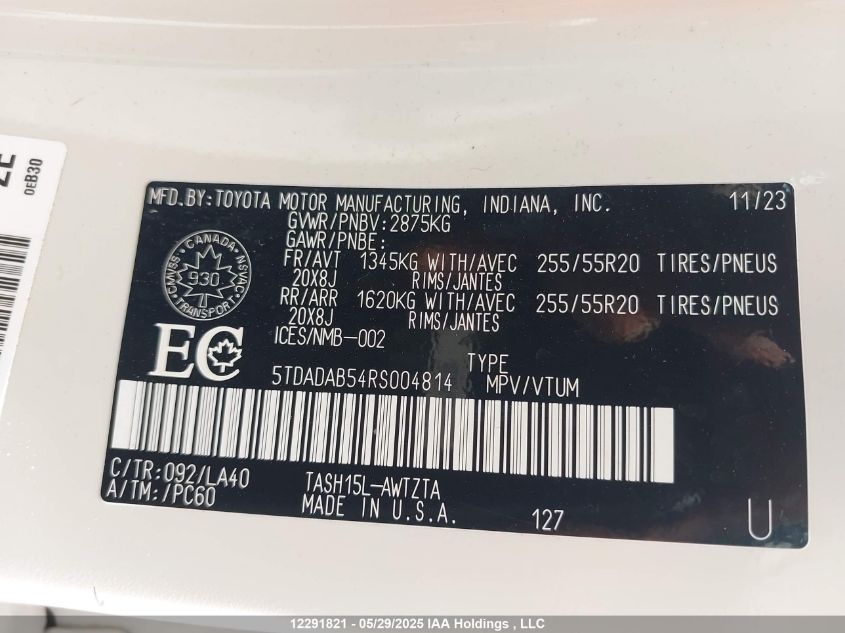 ZE
0EB30
MFD.BY:TOYOTA MOTOR MANUFACTURING, INDIANA, INC. 11/23
GVWR/PNBV:2875KG
GAWR/PNBE:
FR/AVT 1345KG WITH/AVEC 255/55R20 TIRES/PNEUS
20X8J RIMS/JANTES
RR/ARR 1620KG WITH/AVEC 255/55R20 TIRES/PNEUS
20X8J RIMS/JANTES
ICES/NMB-002
CANADA
CMVSS NSVAC
930
TRANSPORT
EC
TYPE
5TDADAB54RS004814 MPV/VTUM
C/TR:092/LA40 TASH15L-AWTZTA
A/TM:/PC60 MADE IN U.S.A. 127 U
12291821 - 05/29/2025 IAA Holdings , LLC